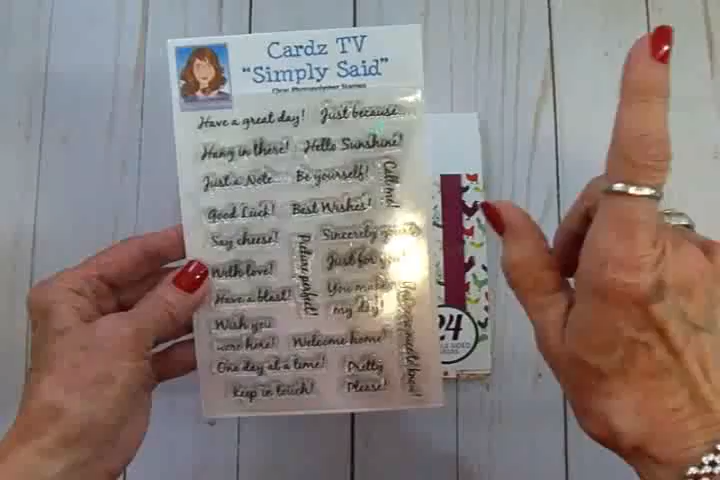 Cardz TV
"Simply Said"
Clear Photopolymer Stamps
Have a great day! Just because...
Hang in there! Hello Sunshine!
Just a Note... Be yourself! Call me!
Good Luck! Best Wishes!
Say cheese! Picture perfect! Sincerely yours,
With love! Just for you!
Have a blast! You make
my day!
Wish you
were here! Welcome home!
One day at a time! Pretty
Please!
Keep in touch!
24